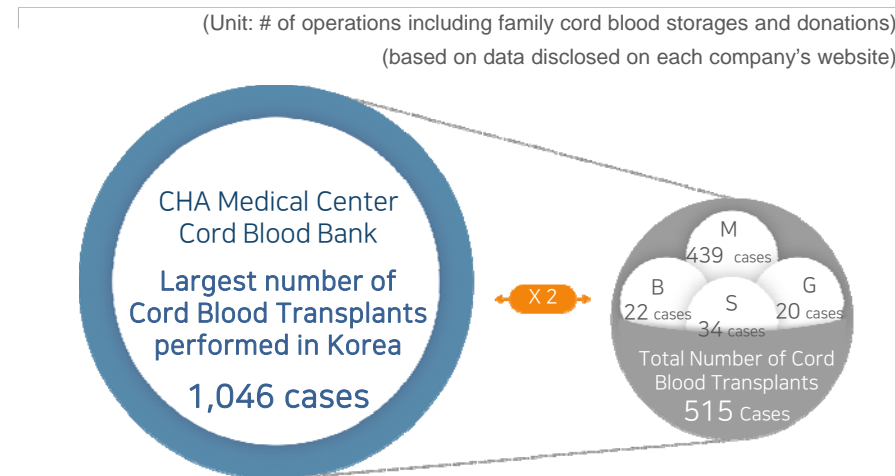 (Unit: # of operations including family cord blood storages and donations)
(based on data disclosed on each company's website)
CHA Medical Center
Cord Blood Bank
Largest number of
Cord Blood Transplants
performed in Korea
1,046 cases
X 2
M
439 cases
B
22 cases
S
34 cases
G
20 cases
Total Number of Cord
Blood Transplants
515 Cases